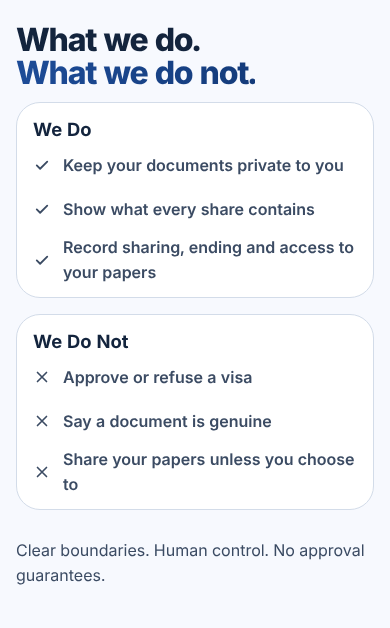 What we do.
What we do not.
We Do
Keep your documents private to you
Show what every share contains
Record sharing, ending and access to
your papers
We Do Not
Approve or refuse a visa
Say a document is genuine
Share your papers unless you choose
to
Clear boundaries. Human control. No approval
guarantees.